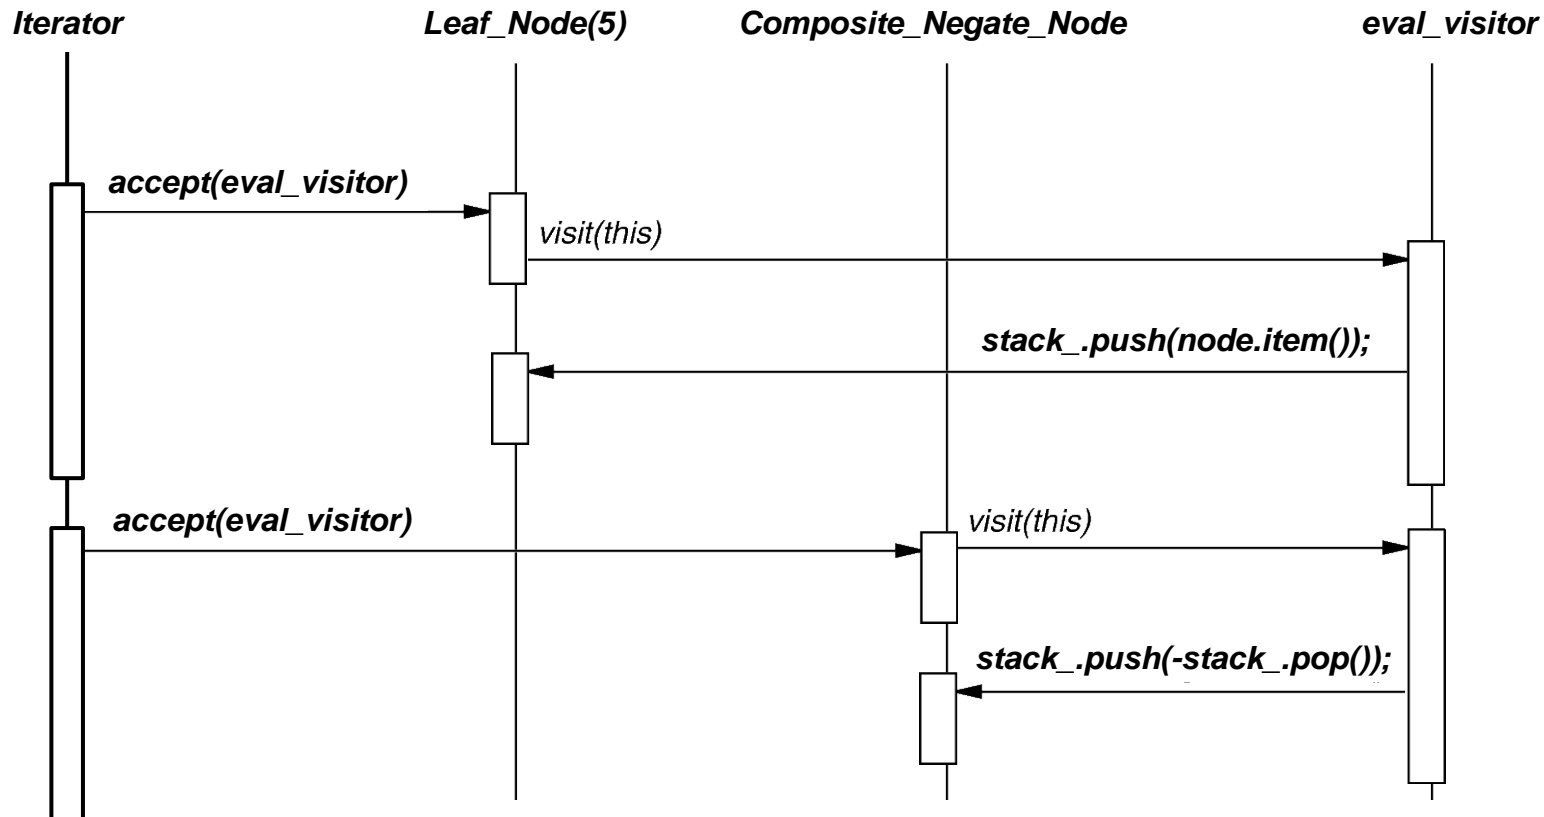 Iterator
Leaf_Node(5)
Composite_Negate_Node
eval_visitor
accept(eval_visitor)
visit(this)
stack_.push(node.item());
accept(eval_visitor)
visit(this)
stack_.push(-stack_.pop());